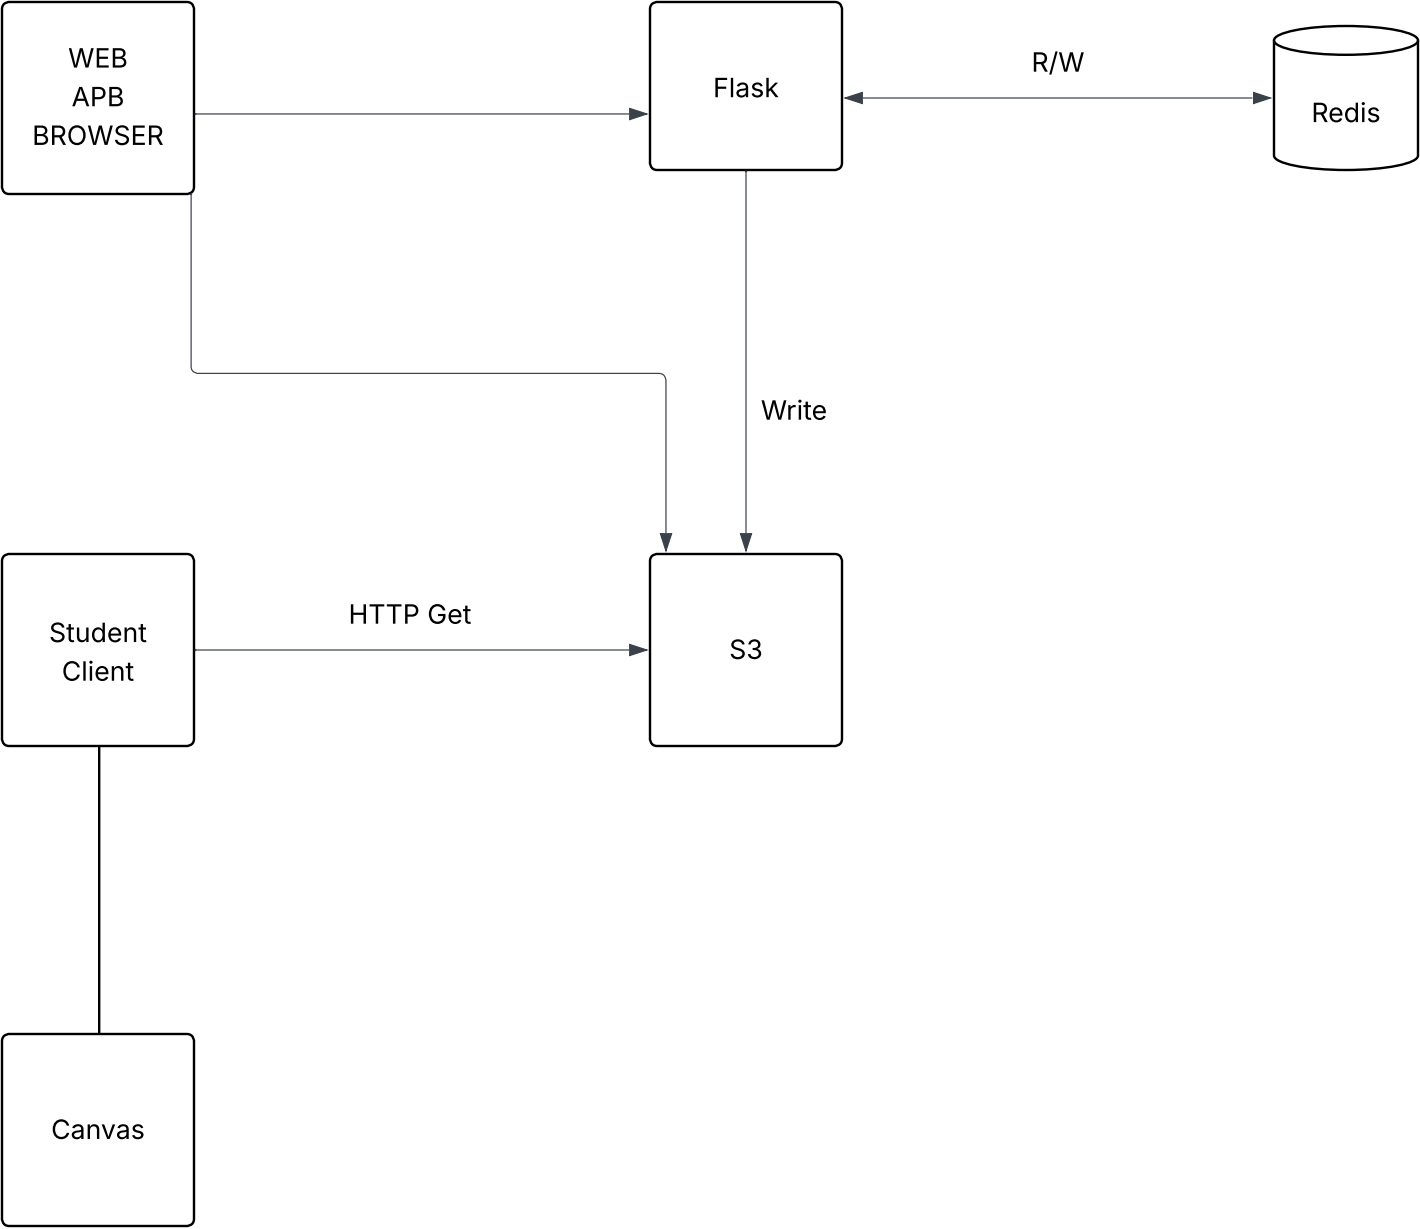 WEB
APB
BROWSER
Flask
R/W
Redis
Write
Student
Client
HTTP Get
S3
Canvas